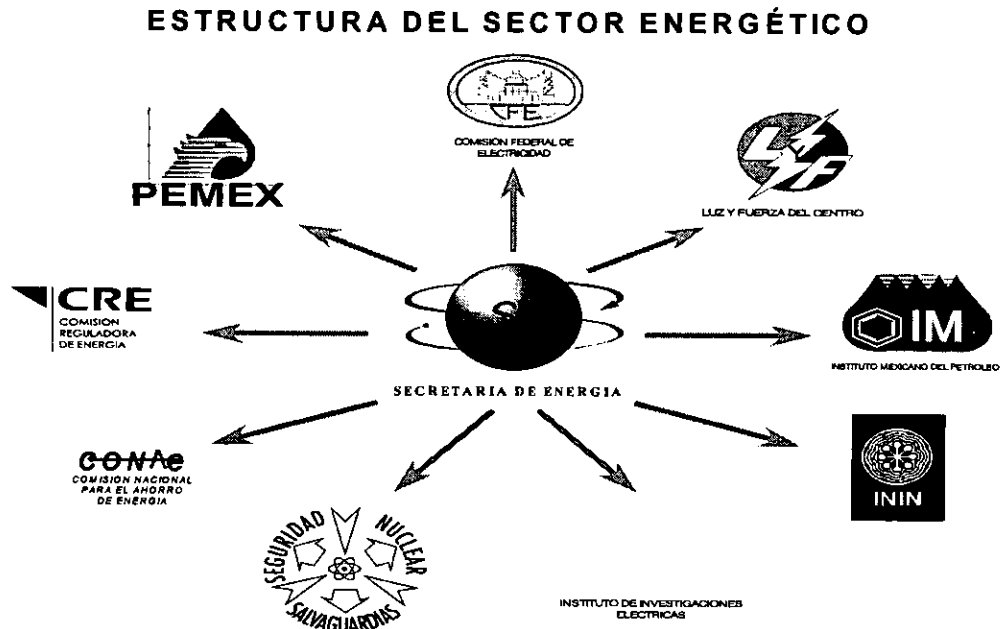 ESTRUCTURA DEL SECTOR ENERGÉTICO
CFE
COMISIÓN FEDERAL DE
ELECTRICIDAD
PEMEX
LF
LUZ Y FUERZA DEL CENTRO
CRE
COMISION
REGULADORA
DE ENERGIA
IM
INSTITUTO MEXICANO DEL PETROLEO
SECRETARIA DE ENERGIA
CONAe
COMISION NACIONAL
PARA EL AHORRO
DE ENERGIA
ININ
SEGURIDAD NUCLEAR
SALVAGUARDIAS
INSTITUTO DE INVESTIGACIONES
ELECTRICAS